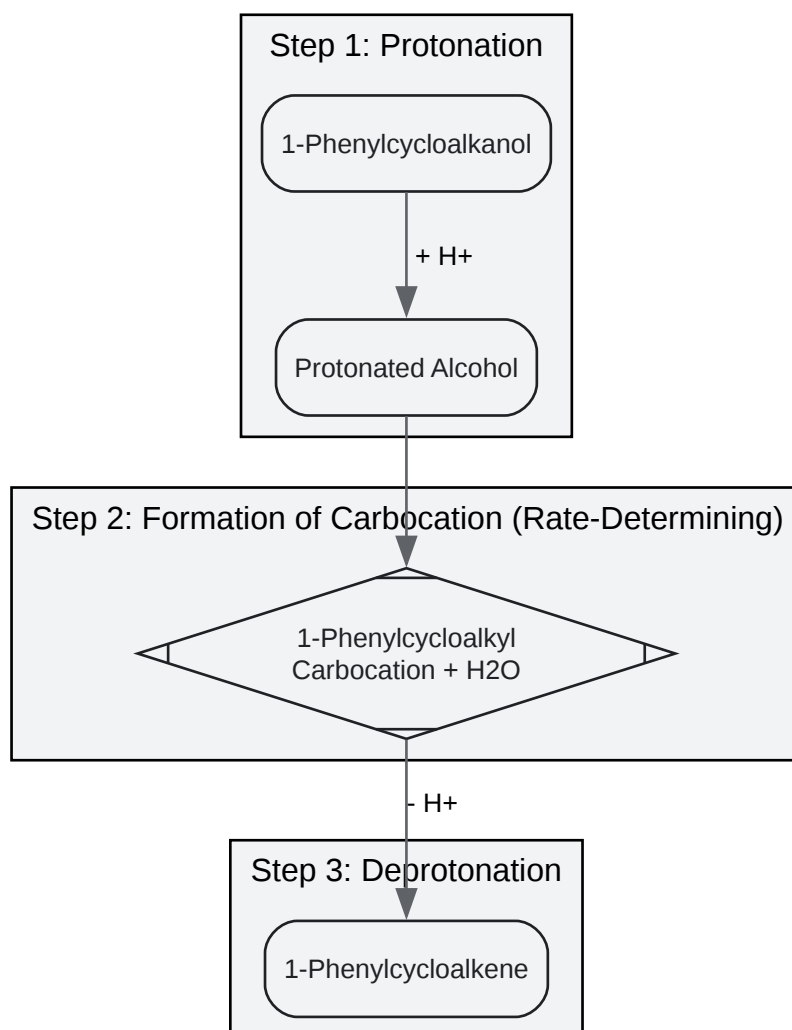 Step 1: Protonation
1-Phenylcycloalkanol
+ H+
Protonated Alcohol
Step 2: Formation of Carbocation (Rate-Determining)
1-Phenylcycloalkyl
Carbocation + H2O
- H+
Step 3: Deprotonation
1-Phenylcycloalkene